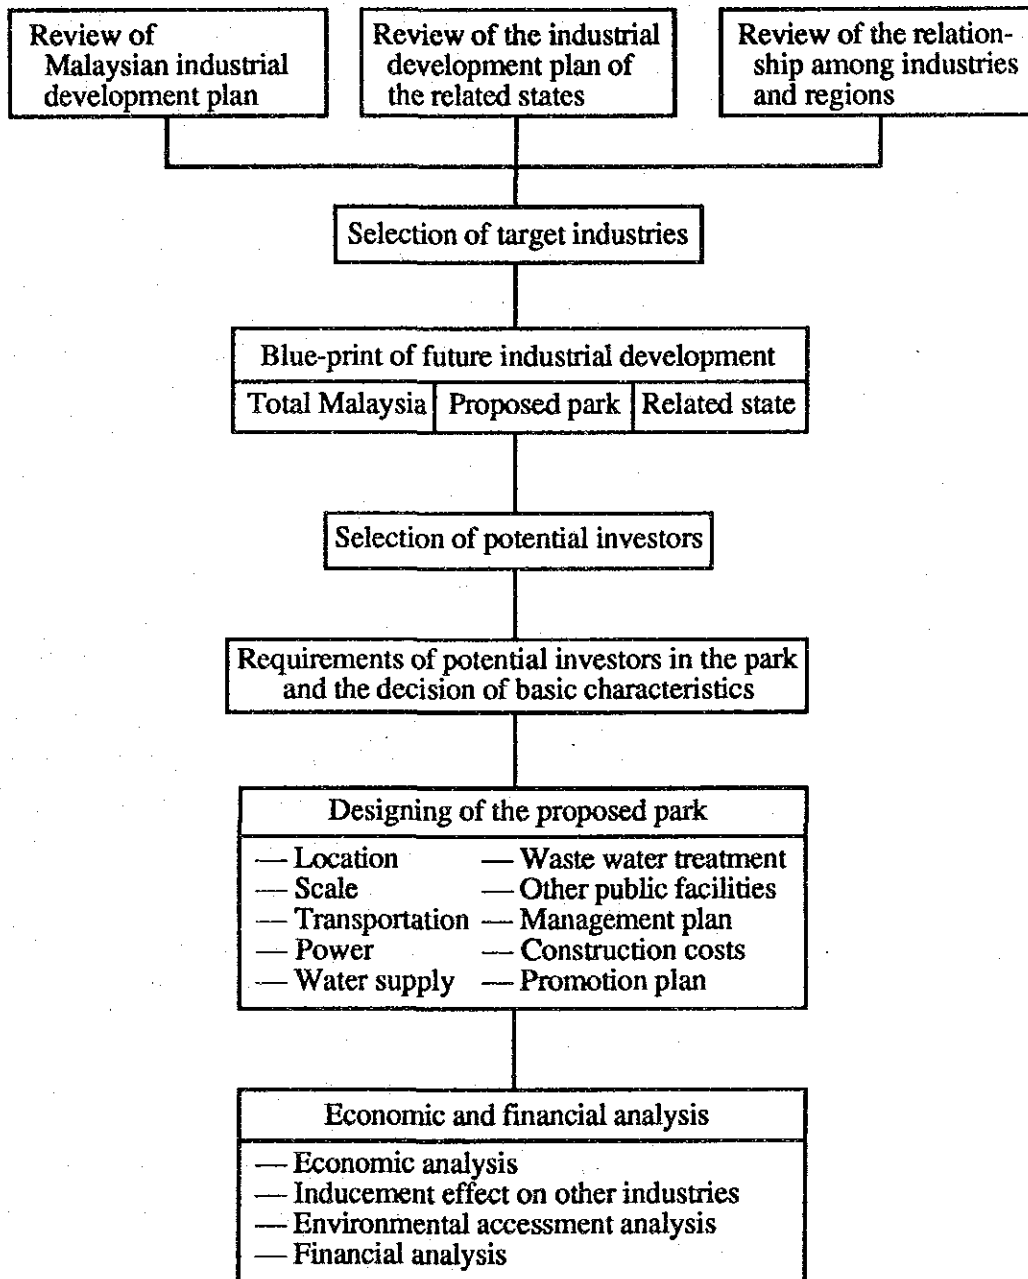 Review of
Malaysian industrial
development plan
Review of the industrial
development plan of
the related states
Review of the relation-
ship among industries
and regions
Selection of target industries
Blue-print of future industrial development
Total Malaysia
Proposed park
Related state
Selection of potential investors
Requirements of potential investors in the park
and the decision of basic characteristics
Designing of the proposed park
— Location
— Scale
— Transportation
— Power
— Water supply
— Waste water treatment
— Other public facilities
— Management plan
— Construction costs
— Promotion plan
Economic and financial analysis
— Economic analysis
— Inducement effect on other industries
— Environmental accessment analysis
— Financial analysis